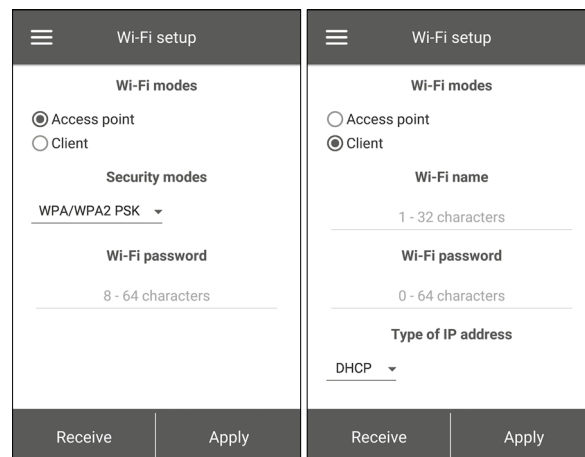 Wi-Fi setup
Wi-Fi modes
Access point
Client
Security modes
WPA/WPA2 PSK
Wi-Fi password
8 - 64 characters
Receive
Apply
Wi-Fi setup
Wi-Fi modes
Access point
Client
Wi-Fi name
1 - 32 characters
Wi-Fi password
0 - 64 characters
Type of IP address
DHCP
Receive
Apply